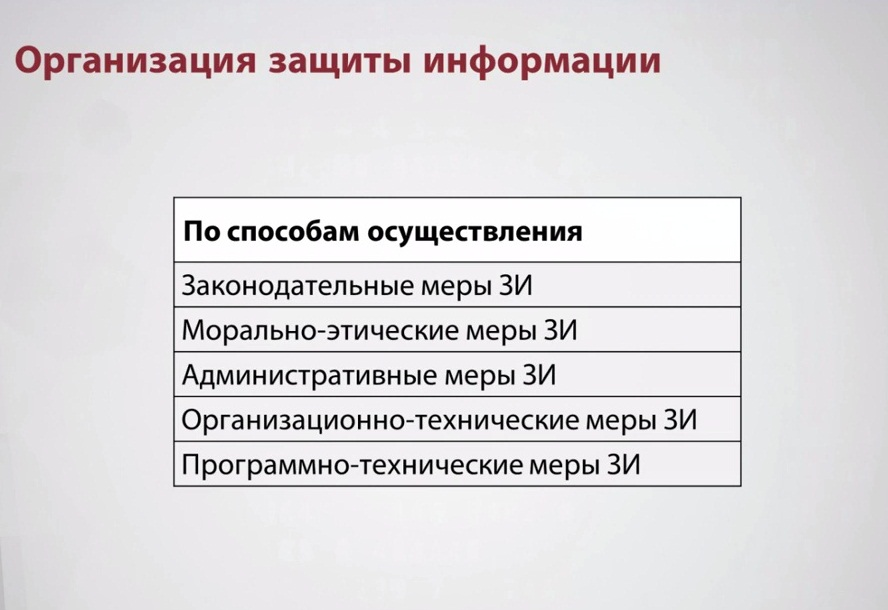 Организация защиты информации
По способам осуществления
Законодательные меры ЗИ
Морально-этические меры ЗИ
Административные меры ЗИ
Организационно-технические меры ЗИ
Программно-технические меры ЗИ